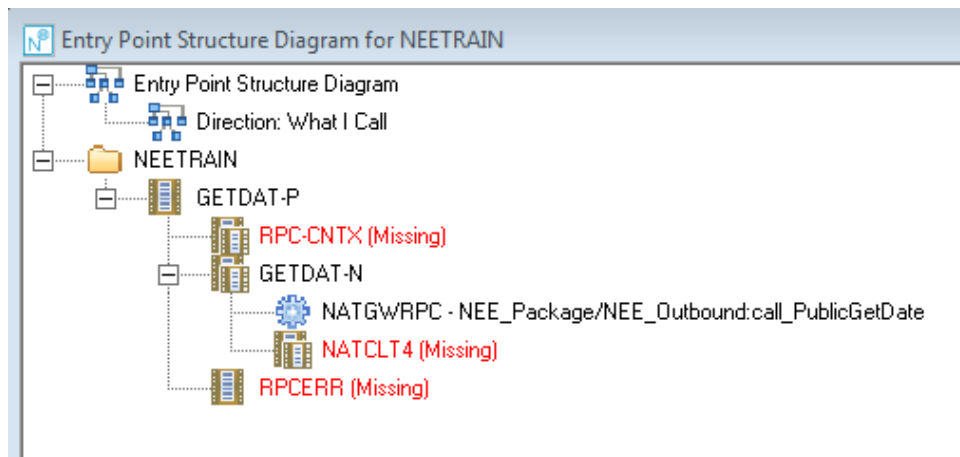 Entry Point Structure Diagram for NEETRAIN
Entry Point Structure Diagram
Direction: What I Call
NEETRAIN
GETDAT-P
RPC-CNTX (Missing)
GETDAT-N
NATGWRPC - NEE_Package/NEE_Outbound:call_PublicGetDate
NATCLT4 (Missing)
RPCERR (Missing)